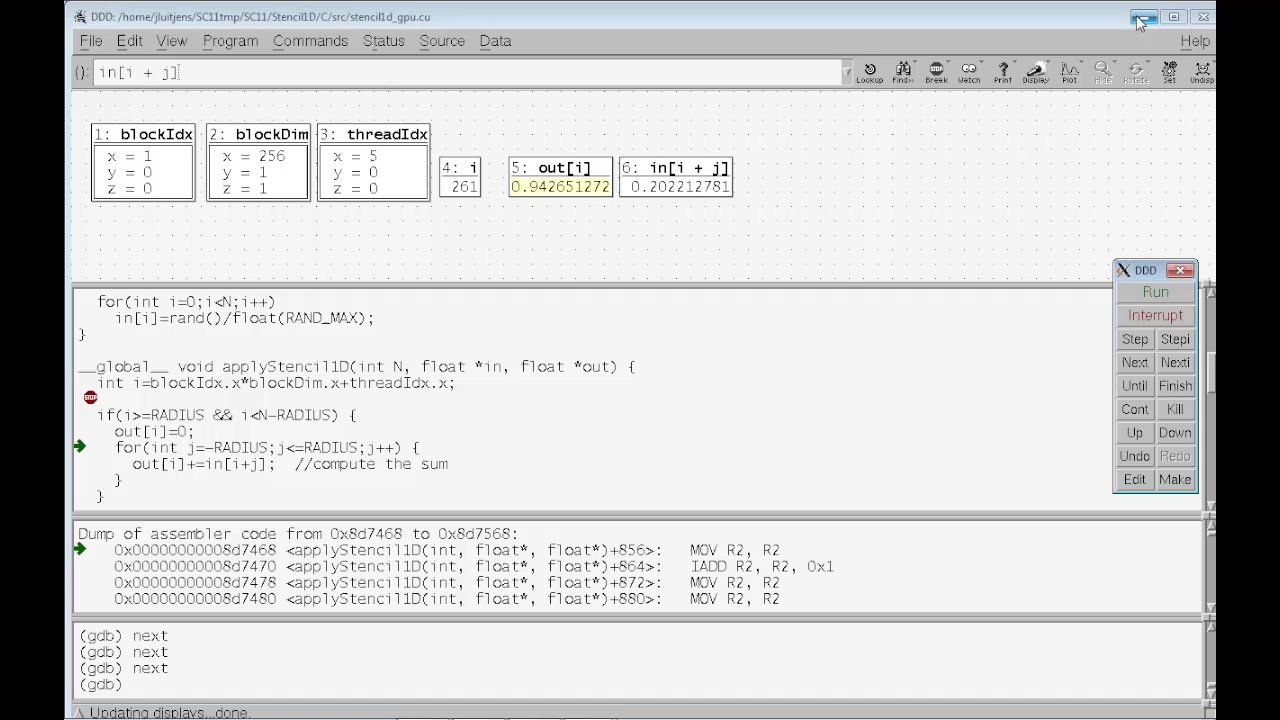 DDD: /home/jluitjens/SC11tmp/SC11/Stencil1D/C/src/stencil1d_gpu.cu
File Edit View Program Commands Status Source Data Help
(): in[i + j]
Lookup Find>> Break Watch Print Display Plot Hide Rotate Set Undisp
1: blockIdx
x = 1
y = 0
z = 0
2: blockDim
x = 256
y = 1
z = 1
3: threadIdx
x = 5
y = 0
z = 0
4: i
261
5: out[i]
0.942651272
6: in[i + j]
0.202212781
for(int i=0;i<N;i++)
in[i]=rand()/float(RAND_MAX);
}
__global__ void applyStencil1D(int N, float *in, float *out) {
int i=blockIdx.x*blockDim.x+threadIdx.x;
STOP
if(i>=RADIUS && i<N-RADIUS) {
out[i]=0;
for(int j=-RADIUS;j<=RADIUS;j++) {
out[i]+=in[i+j]; //compute the sum
}
}
DDD
Run
Interrupt
Step Stepi
Next Nexti
Until Finish
Cont Kill
Up Down
Undo Redo
Edit Make
Dump of assembler code from 0x8d7468 to 0x8d7568:
0x00000000008d7468 <applyStencil1D(int, float*, float*)+856>: MOV R2, R2
0x00000000008d7470 <applyStencil1D(int, float*, float*)+864>: IADD R2, R2, 0x1
0x00000000008d7478 <applyStencil1D(int, float*, float*)+872>: MOV R2, R2
0x00000000008d7480 <applyStencil1D(int, float*, float*)+880>: MOV R2, R2
(gdb) next
(gdb) next
(gdb) next
(gdb)
Updating displays...done.